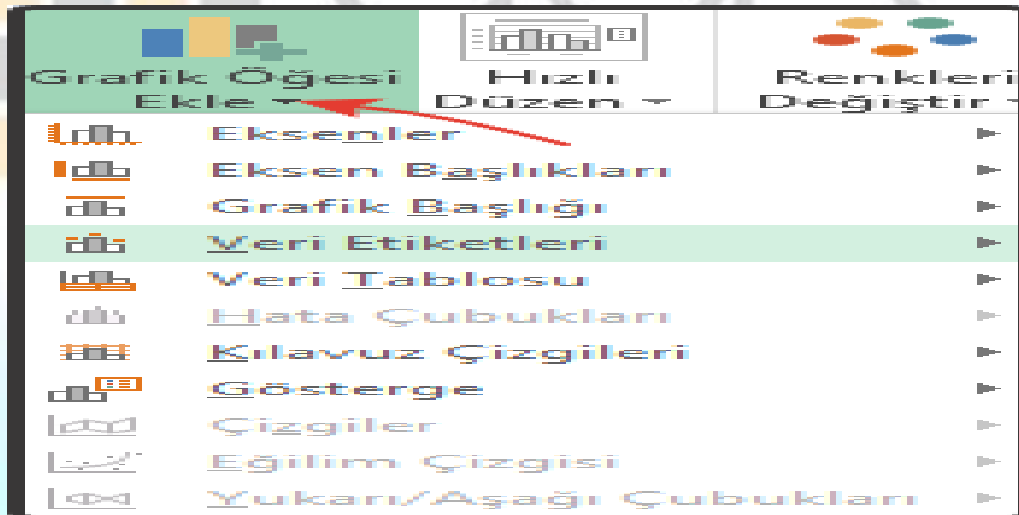 Grafik Öğesi
Ekle
Hızlı
Düzen
Renkleri
Değiştir
Eksenler
Eksen Başlıkları
Grafik Başlığı
Veri Etiketleri
Veri Tablosu
Hata Çubukları
Kılavuz Çizgileri
Gösterge
Çizgiler
Eğilim Çizgisi
Yukarı/Aşağı Çubukları